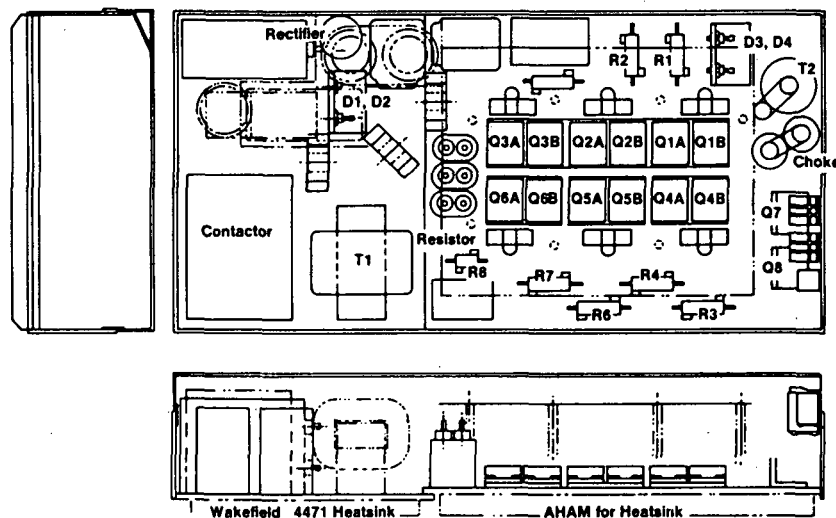 Rectifier
D3, D4
R2
R1
T2
D1, D2
Q3A
Q3B
Q2A
Q2B
Q1A
Q1B
Choke
Q6A
Q6B
Q5A
Q5B
Q4A
Q4B
Q7
Contactor
Resistor
T1
R8
Q8
R7
R4
R6
R3
Wakefield 4471 Heatsink
AHAM for Heatsink